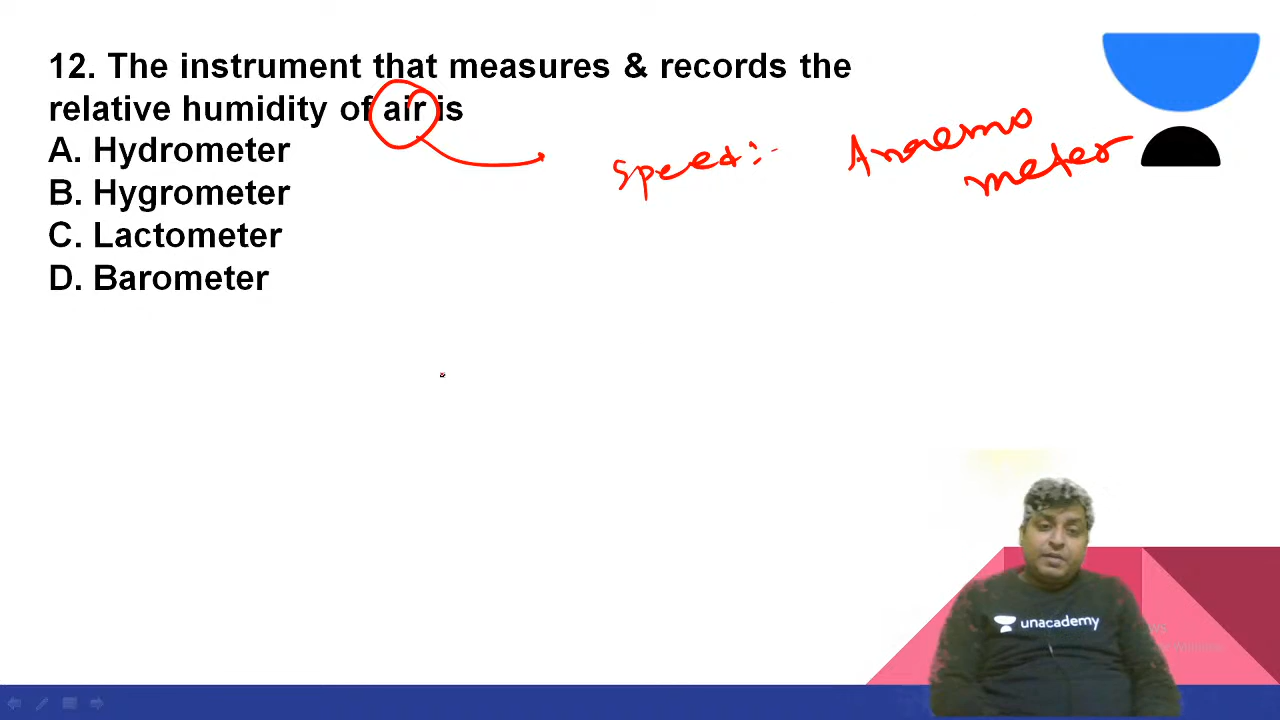 12. The instrument that measures & records the
relative humidity of air is
A. Hydrometer
B. Hygrometer
C. Lactometer
D. Barometer
Speed:-
Anaemo
meter
unacademy